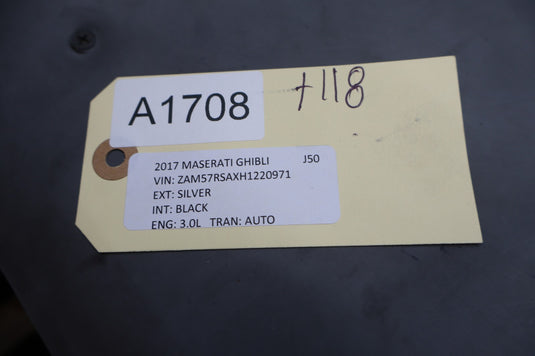 A1708
+118
2017 MASERATI GHIBLI J50
VIN: ZAM57RSAXH1220971
EXT: SILVER
INT: BLACK
ENG: 3.0L TRAN: AUTO